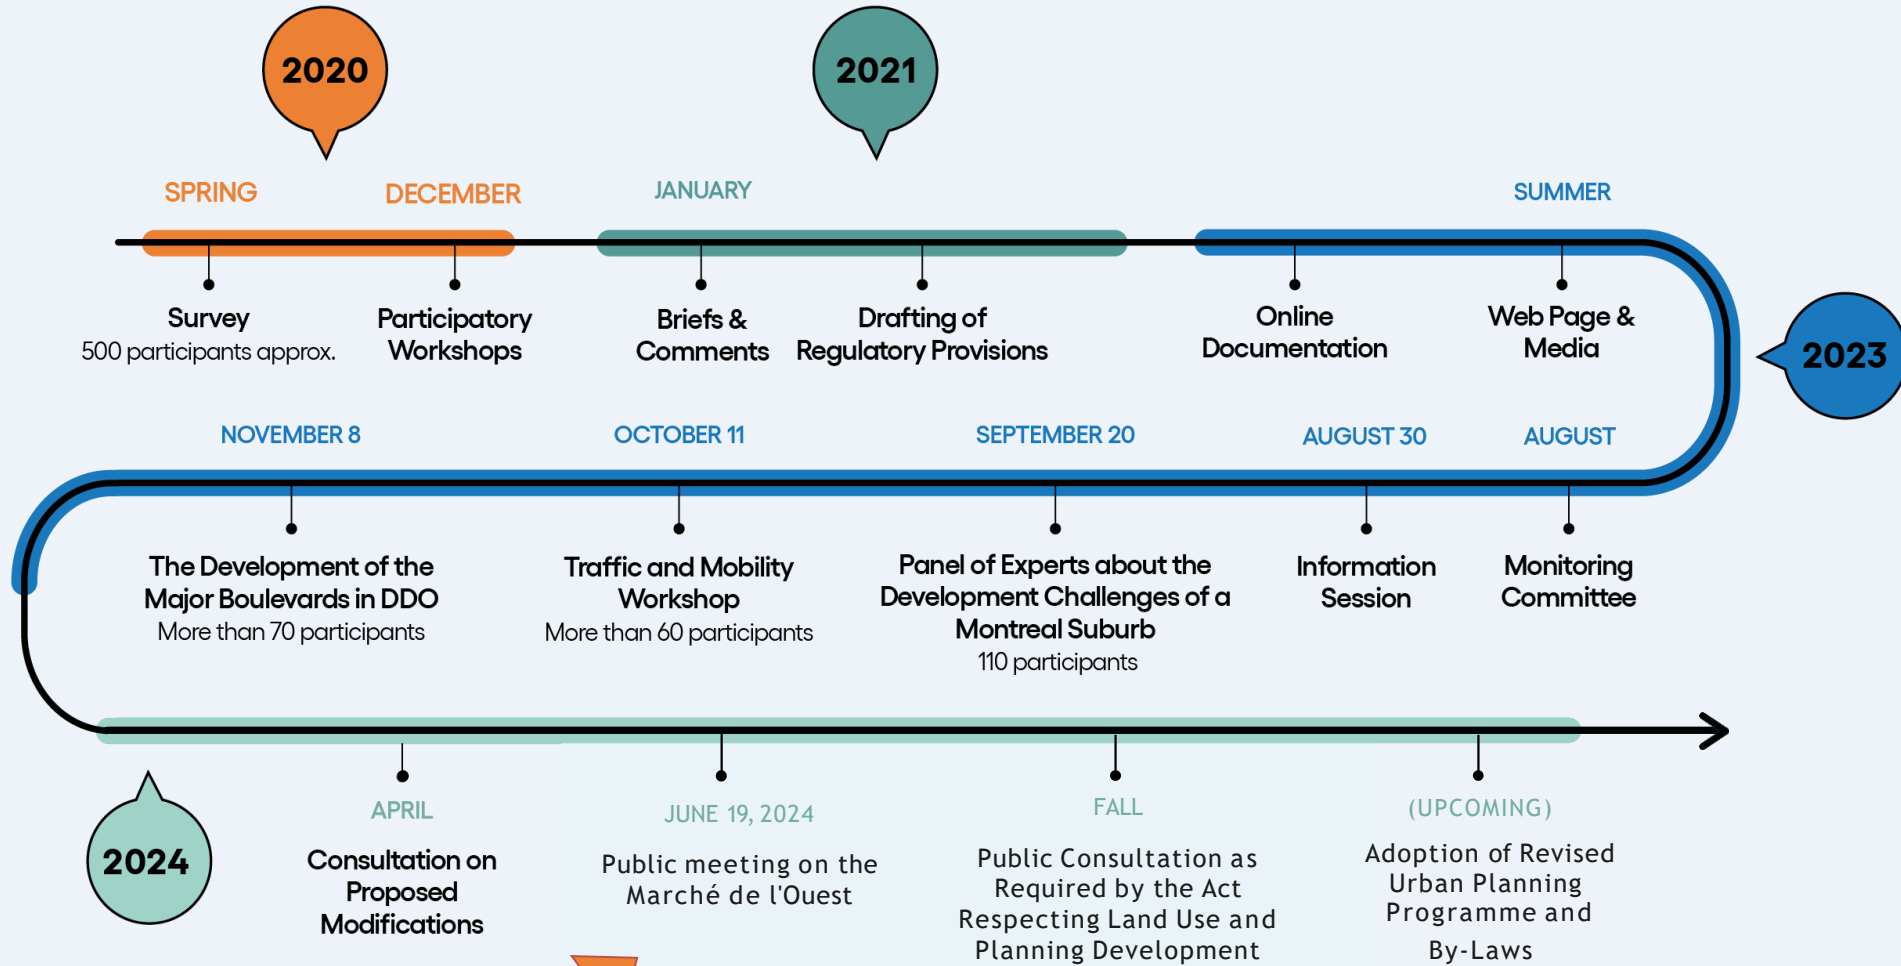 2020
2021
SPRING
DECEMBER
JANUARY
SUMMER
Survey
500 participants approx.
Participatory
Workshops
Briefs &
Comments
Drafting of
Regulatory Provisions
Online
Documentation
Web Page &
Media
2023
NOVEMBER 8
OCTOBER 11
SEPTEMBER 20
AUGUST 30
AUGUST
The Development of the
Major Boulevards in DDO
More than 70 participants
Traffic and Mobility
Workshop
More than 60 participants
Panel of Experts about the
Development Challenges of a
Montreal Suburb
110 participants
Information
Session
Monitoring
Committee
2024
APRIL
Consultation on
Proposed
Modifications
JUNE 19, 2024
Public meeting on the
Marché de l'Ouest
FALL
Public Consultation as
Required by the Act
Respecting Land Use and
Planning Development
(UPCOMING)
Adoption of Revised
Urban Planning
Programme and
By-Laws